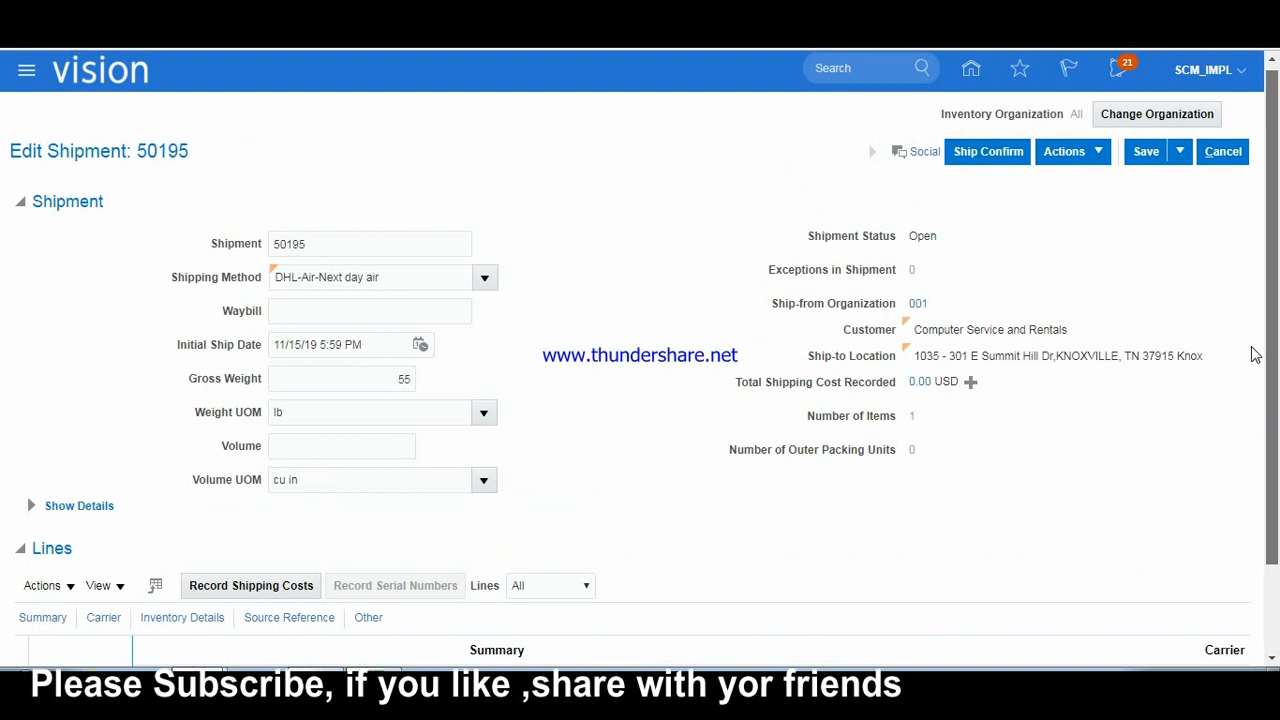 vision
Search
21
SCM_IMPL
Inventory Organization All Change Organization
Edit Shipment: 50195
Social Ship Confirm Actions Save Cancel
Shipment
Shipment 50195
Shipping Method DHL-Air-Next day air
Waybill
Initial Ship Date 11/15/19 5:59 PM
Gross Weight 55
Weight UOM lb
Volume
Volume UOM cu in
Shipment Status Open
Exceptions in Shipment 0
Ship-from Organization 001
Customer Computer Service and Rentals
Ship-to Location 1035 - 301 E Summit Hill Dr,KNOXVILLE, TN 37915 Knox
Total Shipping Cost Recorded 0.00 USD
Number of Items 1
Number of Outer Packing Units 0
www.thundershare.net
Show Details
Lines
Actions View Record Shipping Costs Record Serial Numbers Lines All
Summary Carrier Inventory Details Source Reference Other
Summary Carrier
Please Subscribe, if you like ,share with yor friends